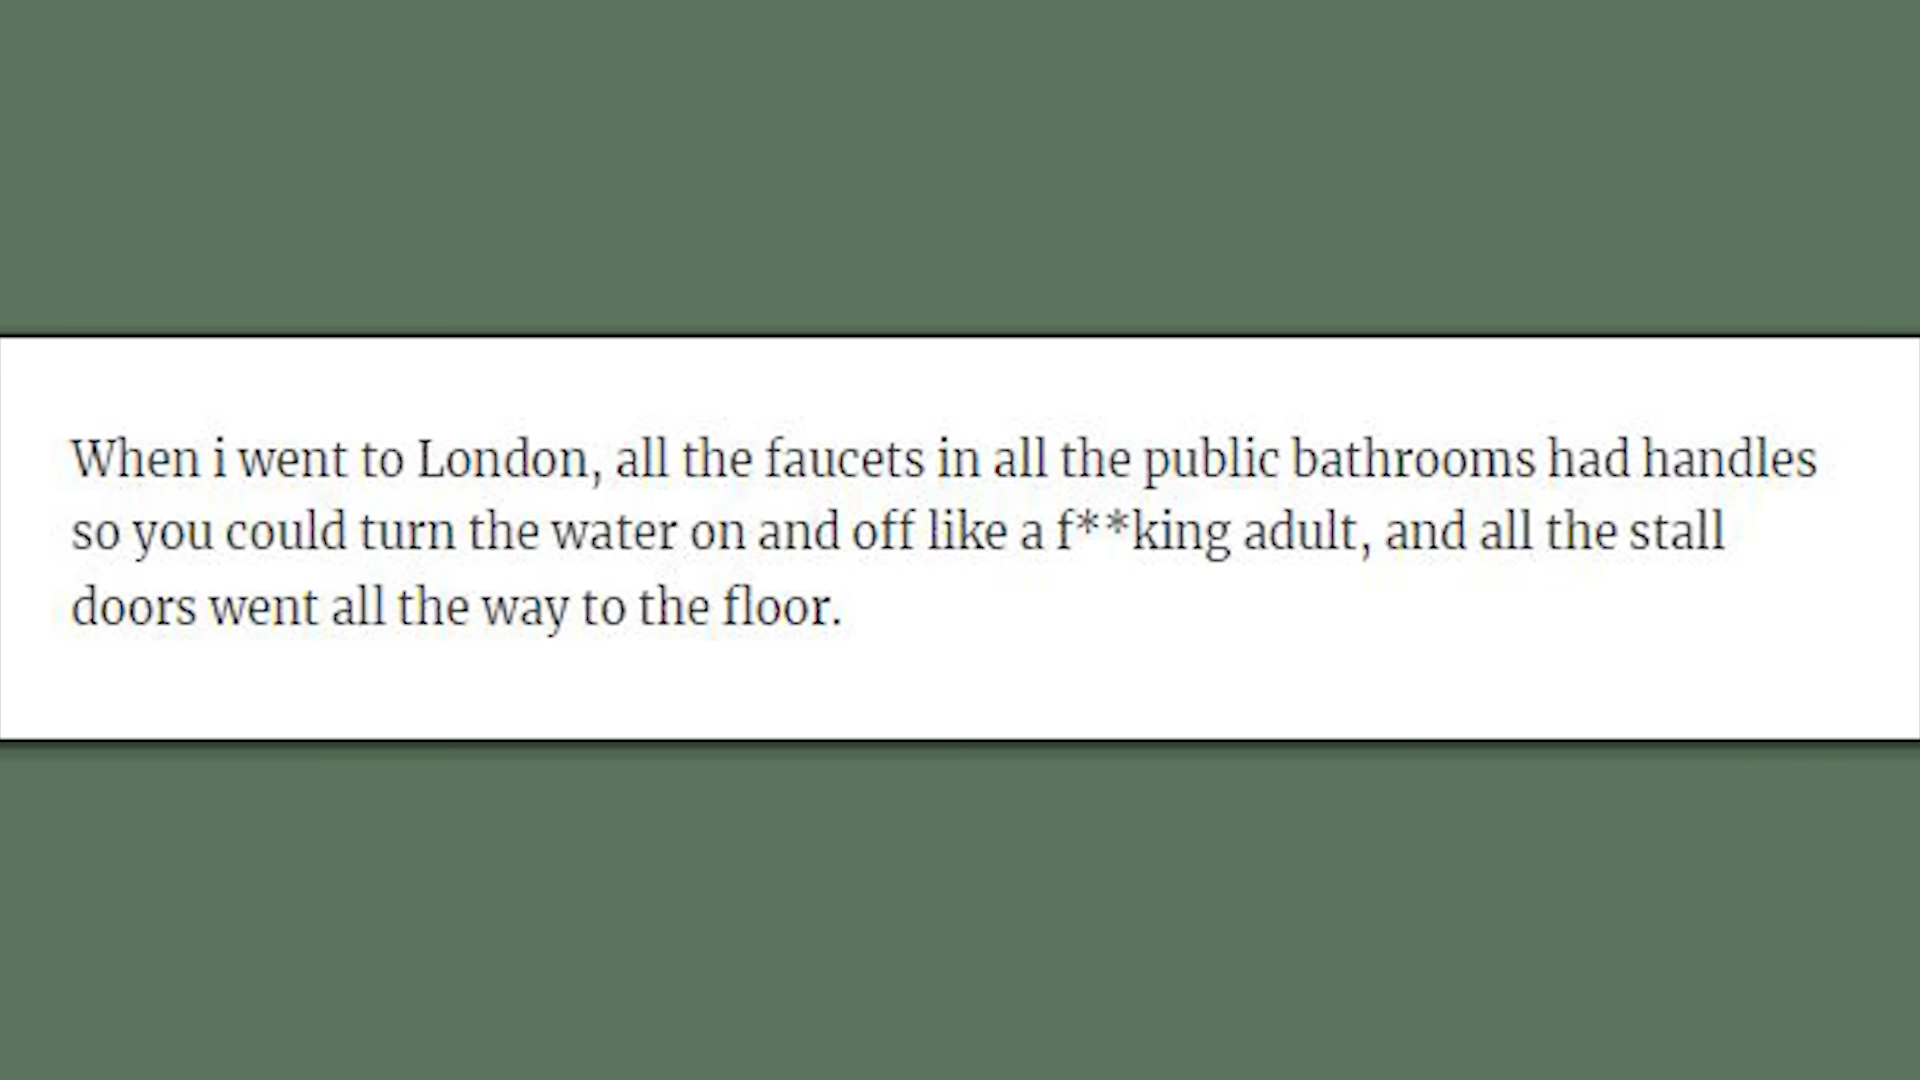 When i went to London, all the faucets in all the public bathrooms had handles
so you could turn the water on and off like a f**king adult, and all the stall
doors went all the way to the floor.